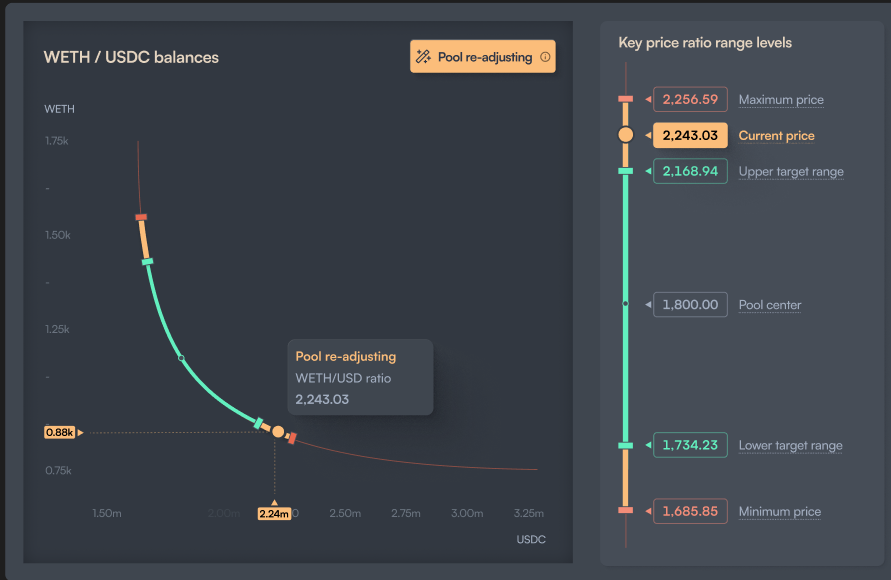 WETH / USDC balances
Pool re-adjusting
WETH
1.75k
-
1.50k
-
1.25k
-
0.88k
0.75k
Pool re-adjusting
WETH/USD ratio
2,243.03
1.50m
2.00m
2.24m
2.50m
2.75m
3.00m
3.25m
USDC
Key price ratio range levels
2,256.59 Maximum price
2,243.03 Current price
2,168.94 Upper target range
1,800.00 Pool center
1,734.23 Lower target range
1,685.85 Minimum price